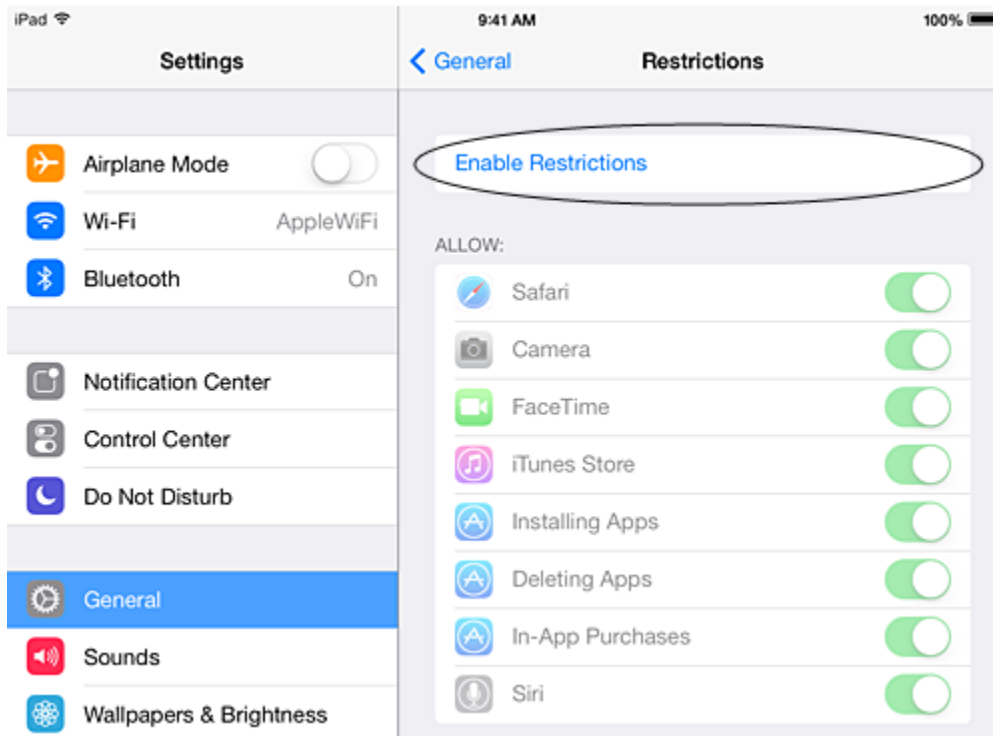 iPad
9:41 AM
100%
Settings
General
Restrictions
Airplane Mode
Wi-Fi
AppleWiFi
Bluetooth
On
Notification Center
Control Center
Do Not Disturb
General
Sounds
Wallpapers & Brightness
Enable Restrictions
ALLOW:
Safari
Camera
FaceTime
iTunes Store
Installing Apps
Deleting Apps
In-App Purchases
Siri